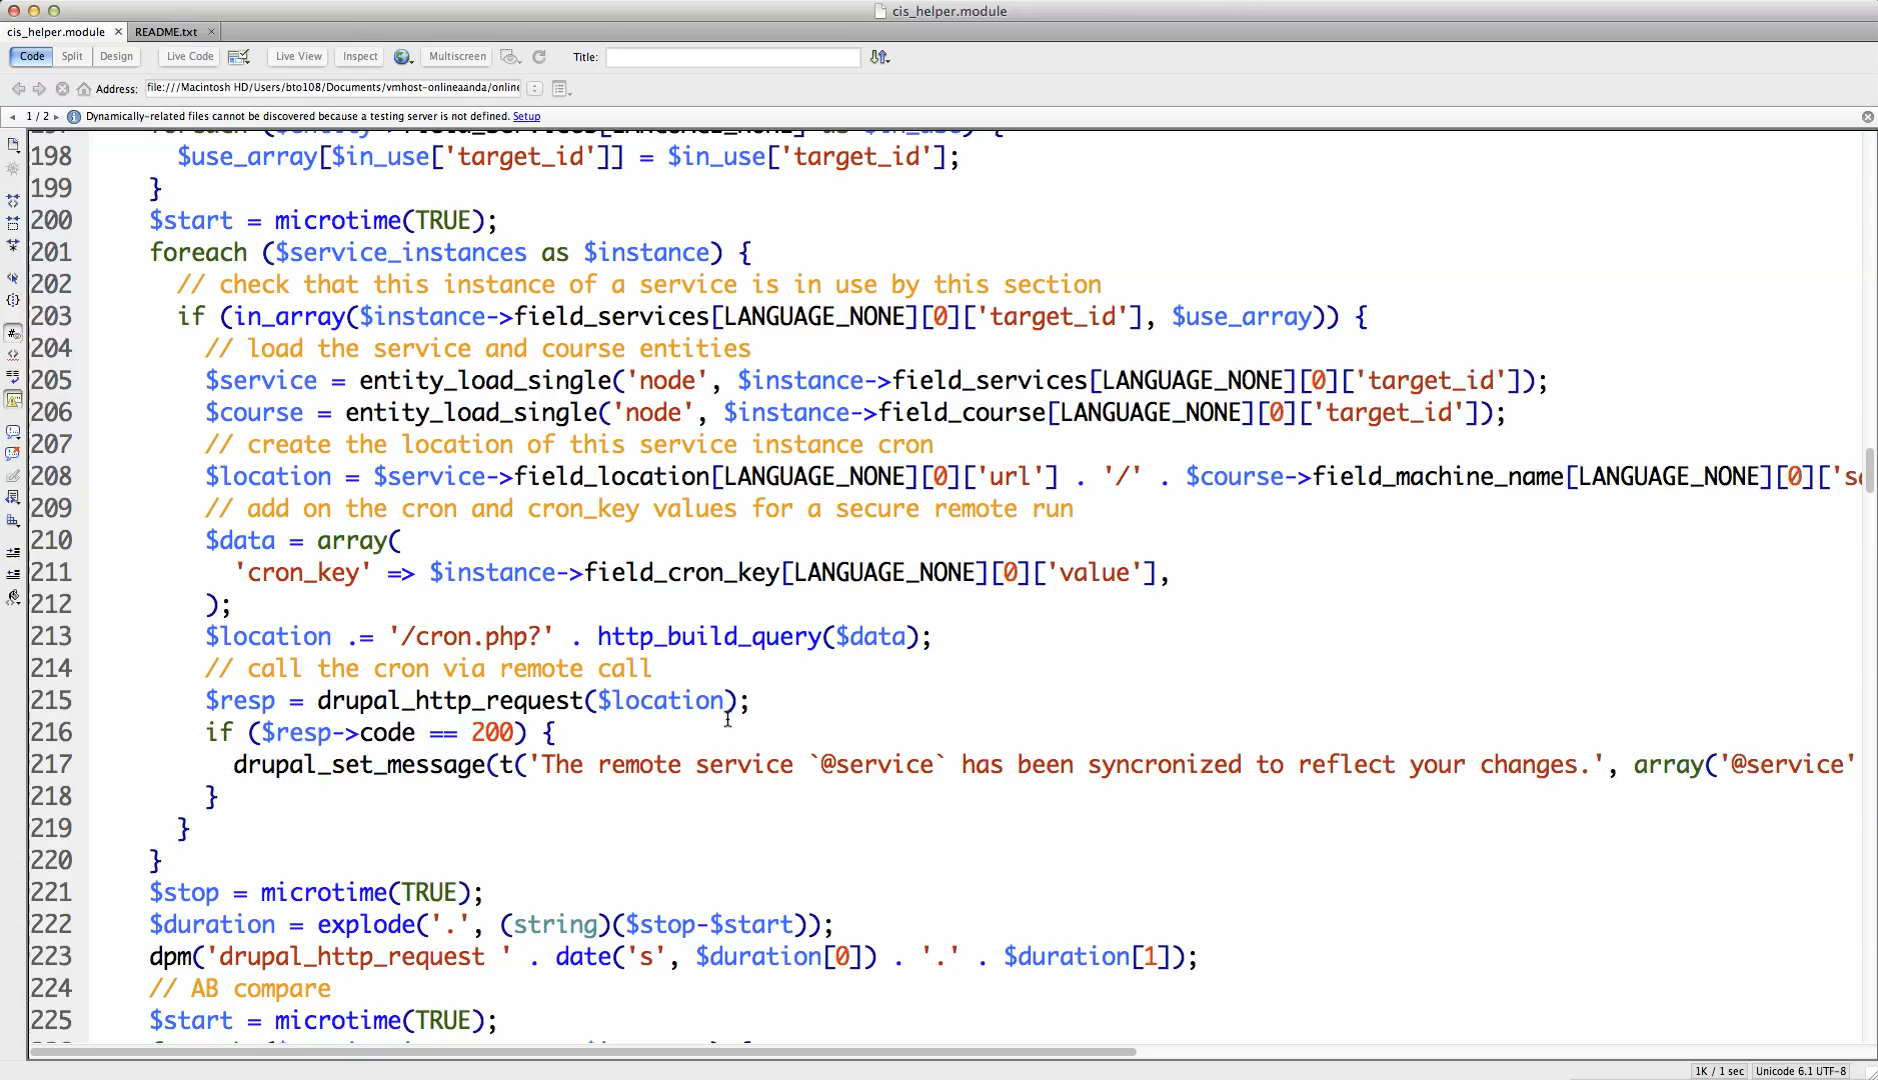 cis_helper.module
cis_helper.module × README.txt ×
Code Split Design Live Code Live View Inspect Multiscreen Title:
Address: file:///Macintosh HD/Users/bto108/Documents/vmhost-onlineaanda/online
1 / 2 Dynamically-related files cannot be discovered because a testing server is not defined. Setup
198 $use_array[$in_use['target_id']] = $in_use['target_id'];
199 }
200 $start = microtime(TRUE);
201 foreach ($service_instances as $instance) {
202 // check that this instance of a service is in use by this section
203 if (in_array($instance->field_services[LANGUAGE_NONE][0]['target_id'], $use_array)) {
204 // load the service and course entities
205 $service = entity_load_single('node', $instance->field_services[LANGUAGE_NONE][0]['target_id']);
206 $course = entity_load_single('node', $instance->field_course[LANGUAGE_NONE][0]['target_id']);
207 // create the location of this service instance cron
208 $location = $service->field_location[LANGUAGE_NONE][0]['url'] . '/' . $course->field_machine_name[LANGUAGE_NONE][0]['s
209 // add on the cron and cron_key values for a secure remote run
210 $data = array(
211 'cron_key' => $instance->field_cron_key[LANGUAGE_NONE][0]['value'],
212 );
213 $location .= '/cron.php?' . http_build_query($data);
214 // call the cron via remote call
215 $resp = drupal_http_request($location);
216 if ($resp->code == 200) {
217 drupal_set_message(t('The remote service `@service` has been syncronized to reflect your changes.', array('@service'
218 }
219 }
220 }
221 $stop = microtime(TRUE);
222 $duration = explode('.', (string)($stop-$start));
223 dpm('drupal_http_request ' . date('s', $duration[0]) . '.' . $duration[1]);
224 // AB compare
225 $start = microtime(TRUE);
1K / 1 sec Unicode 6.1 UTF-8